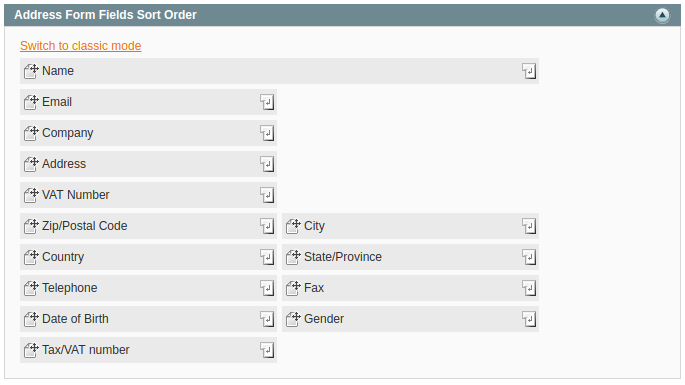 Address Form Fields Sort Order
Switch to classic mode
Name
Email
Company
Address
VAT Number
Zip/Postal Code City
Country State/Province
Telephone Fax
Date of Birth Gender
Tax/VAT number